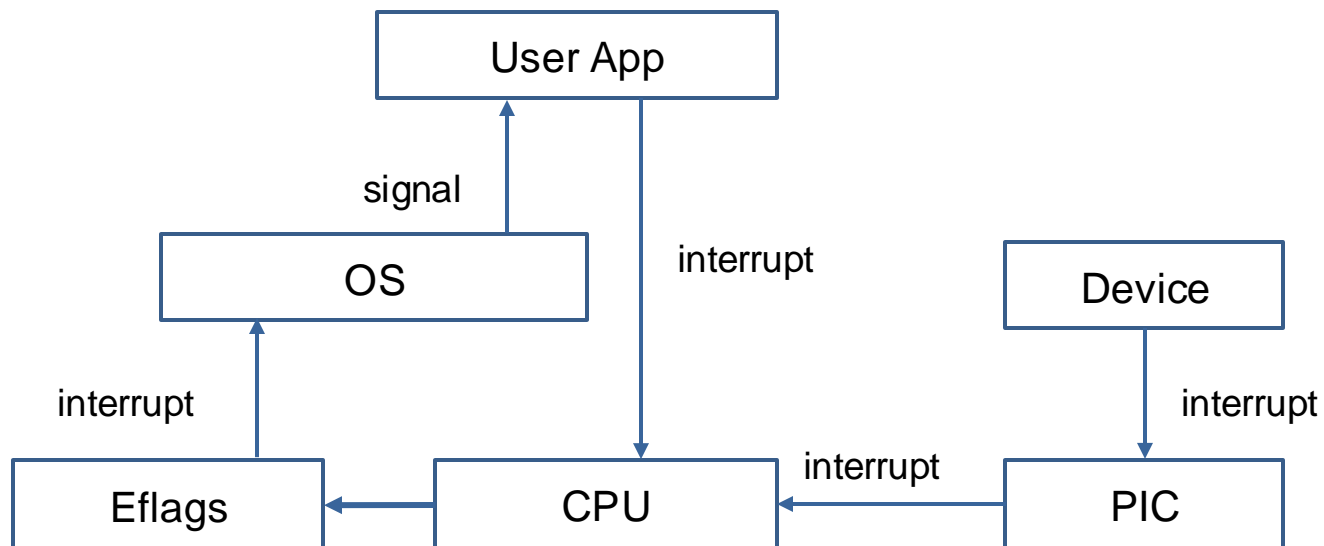 User App
signal
interrupt
OS
Device
interrupt
interrupt
interrupt
Eflags
CPU
PIC